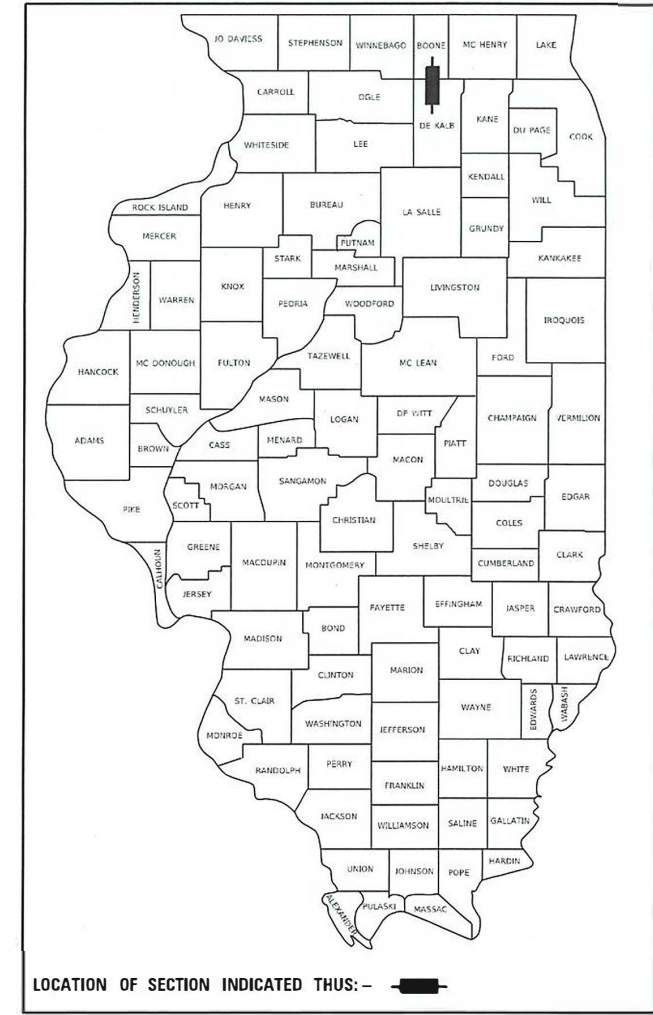 JO DAVIESS
STEPHENSON
WINNEBAGO
BOONE
MC HENRY
LAKE
CARROLL
OGLE
DE KALB
KANE
DU PAGE
COOK
WHITESIDE
LEE
KENDALL
WILL
ROCK ISLAND
HENRY
BUREAU
LA SALLE
GRUNDY
MERCER
PUTNAM
STARK
MARSHALL
KANKAKEE
HENDERSON
WARREN
KNOX
PEORIA
WOODFORD
LIVINGSTON
IROQUOIS
HANCOCK
MC DONOUGH
FULTON
TAZEWELL
MC LEAN
FORD
SCHUYLER
MASON
LOGAN
DE WITT
CHAMPAIGN
VERMILION
ADAMS
BROWN
CASS
MENARD
MACON
PIATT
PIKE
SCOTT
MORGAN
SANGAMON
CHRISTIAN
MOULTRIE
DOUGLAS
EDGAR
COLES
CALHOUN
GREENE
MACOUPIN
MONTGOMERY
SHELBY
CUMBERLAND
CLARK
JERSEY
FAYETTE
EFFINGHAM
JASPER
CRAWFORD
MADISON
BOND
CLAY
RICHLAND
LAWRENCE
CLINTON
MARION
ST. CLAIR
WAYNE
EDWARDS
WABASH
MONROE
WASHINGTON
JEFFERSON
RANDOLPH
PERRY
FRANKLIN
HAMILTON
WHITE
JACKSON
WILLIAMSON
SALINE
GALLATIN
UNION
JOHNSON
POPE
HARDIN
ALEXANDER
PULASKI
MASSAC
LOCATION OF SECTION INDICATED THUS:–